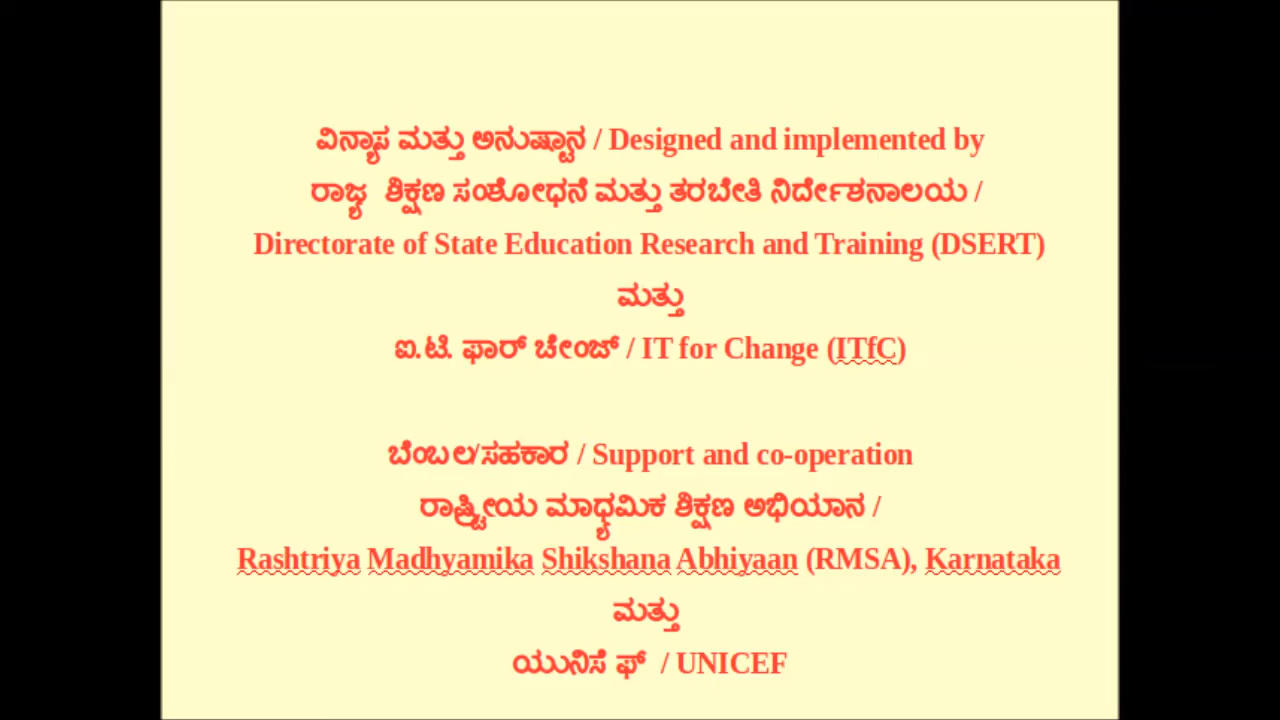 ವಿನ್ಯಾಸ ಮತ್ತು ಅನುಷ್ಟಾನ / Designed and implemented by
ರಾಜ್ಯ ಶಿಕ್ಷಣ ಸಂಶೋಧನೆ ಮತ್ತು ತರಬೇತಿ ನಿರ್ದೇಶನಾಲಯ /
Directorate of State Education Research and Training (DSERT)
ಮತ್ತು
ಐ.ಟಿ. ಫಾರ್ ಚೇಂಜ್ / IT for Change (ITfC)
ಬೆಂಬಲ/ಸಹಕಾರ / Support and co-operation
ರಾಷ್ಟ್ರೀಯ ಮಾಧ್ಯಮಿಕ ಶಿಕ್ಷಣ ಅಭಿಯಾನ /
Rashtriya Madhyamika Shikshana Abhiyaan (RMSA), Karnataka
ಮತ್ತು
ಯುನಿಸೆ ಫ್ / UNICEF